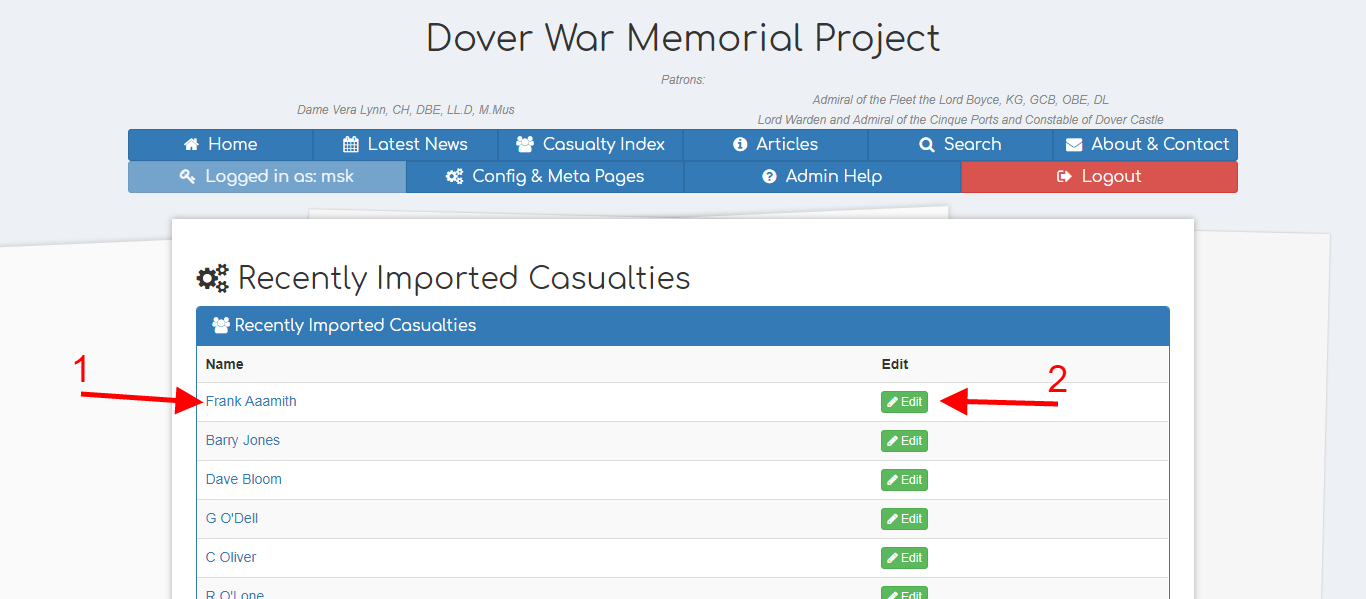 Dover War Memorial Project
Patrons:
Dame Vera Lynn, CH, DBE, LL.D, M.Mus
Admiral of the Fleet the Lord Boyce, KG, GCB, OBE, DL
Lord Warden and Admiral of the Cinque Ports and Constable of Dover Castle
Home Latest News Casualty Index Articles Search About & Contact
Logged in as: msk Config & Meta Pages Admin Help Logout
Recently Imported Casualties
Recently Imported Casualties
Name Edit
1 2
Frank Aaamith Edit
Barry Jones Edit
Dave Bloom Edit
G O'Dell Edit
C Oliver Edit
R O'Lone Edit